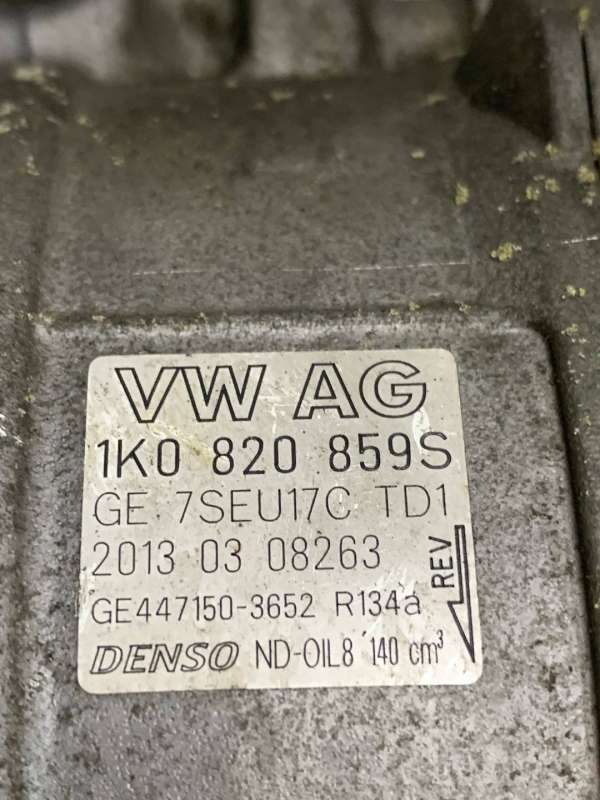 VW AG
1K0 820 859S
GE 7SEU17C TD1
2013 03 08263
GE447150-3652 R134a
REV
DENSO ND-OIL8 140 cm³